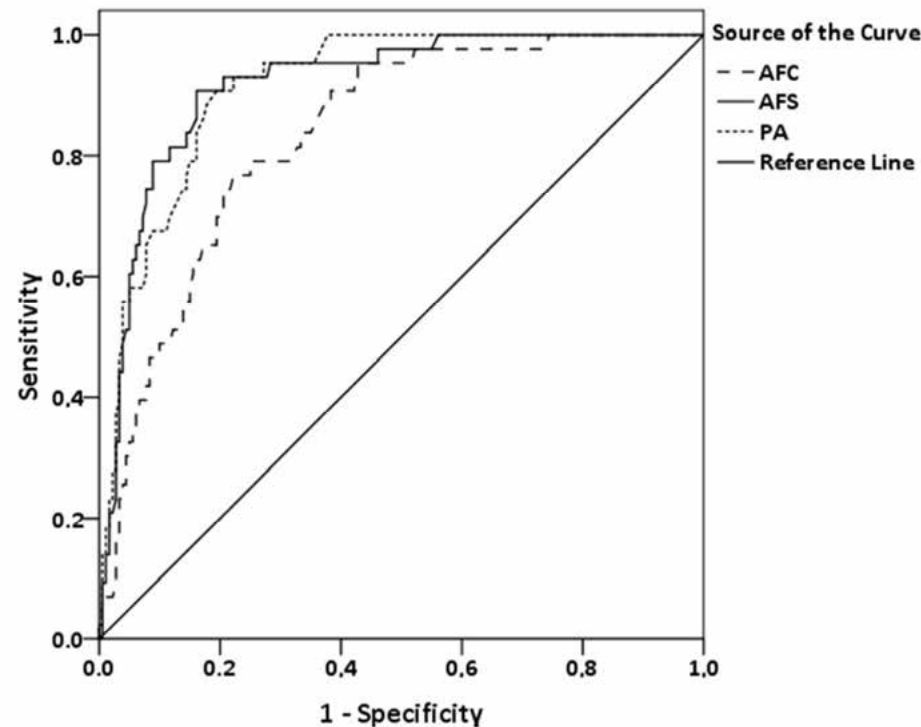 Source of the Curve
AFC
AFS
PA
Reference Line
Sensitivity
1.0
0.8
0.6
0.4
0.2
0.0
0.0 0.2 0,4 0,6 0.8 1,0
1 - Specificity